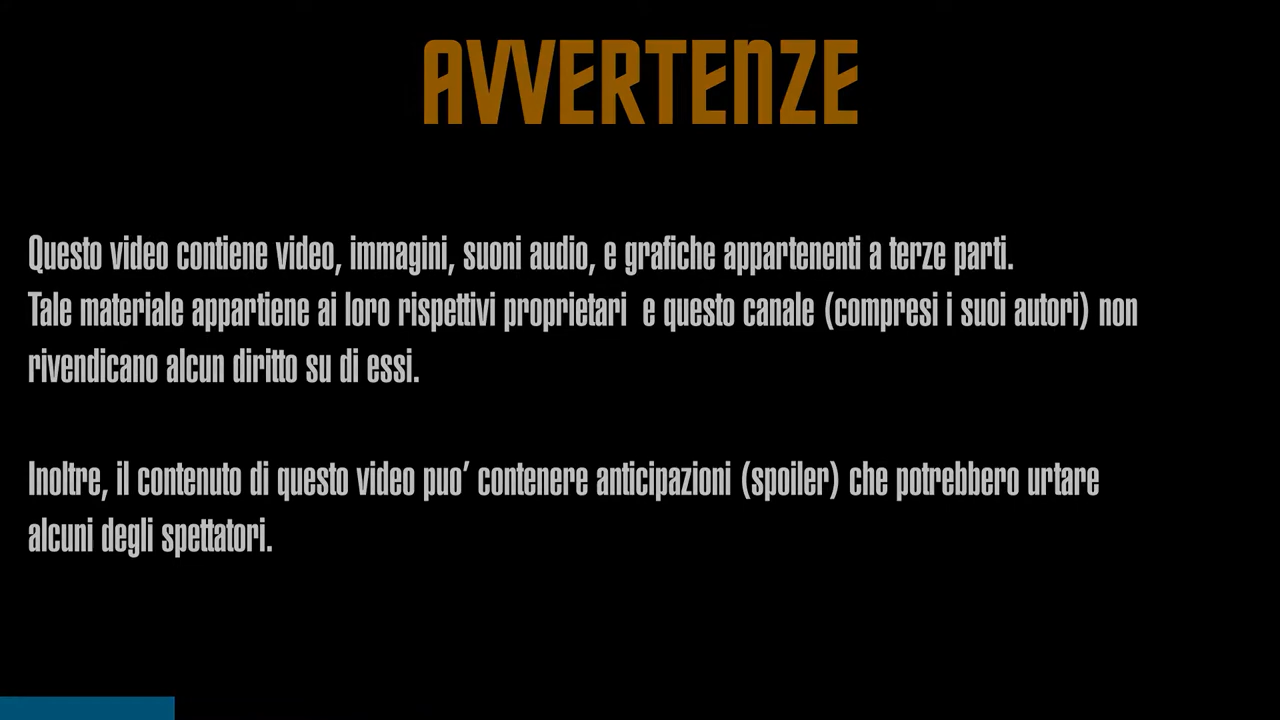 AVVERTENZE
Questo video contiene video, immagini, suoni audio, e grafiche appartenenti a terze parti.
Tale materiale appartiene ai loro rispettivi proprietari e questo canale (compresi i suoi autori) non
rivendicano alcun diritto su di essi.
Inoltre, il contenuto di questo video puo’ contenere anticipazioni (spoiler) che potrebbero urtare
alcuni degli spettatori.